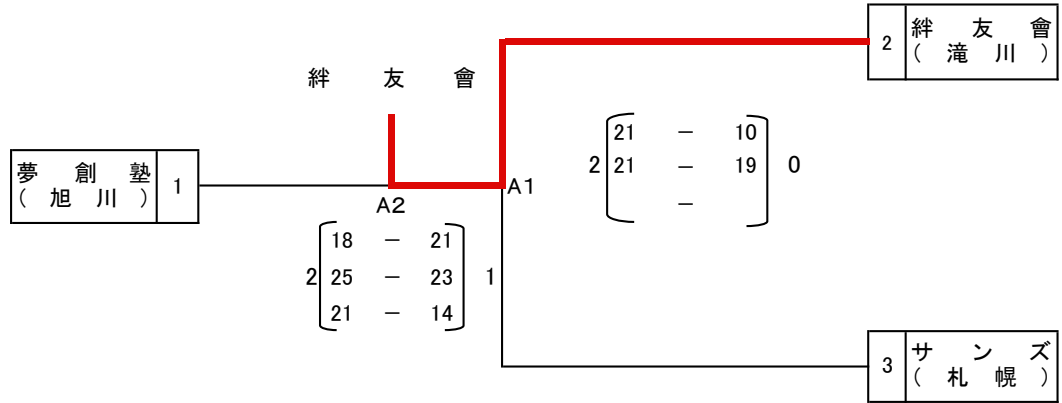 2
絆 友 會
( 滝 川 )
絆 友 會
2 21 － 10 0
21 － 19
－
夢 創 塾
( 旭 川 )
1
A1
A2
18 － 21
2 25 － 23 1
21 － 14
3
サ ン ズ
( 札 幌 )